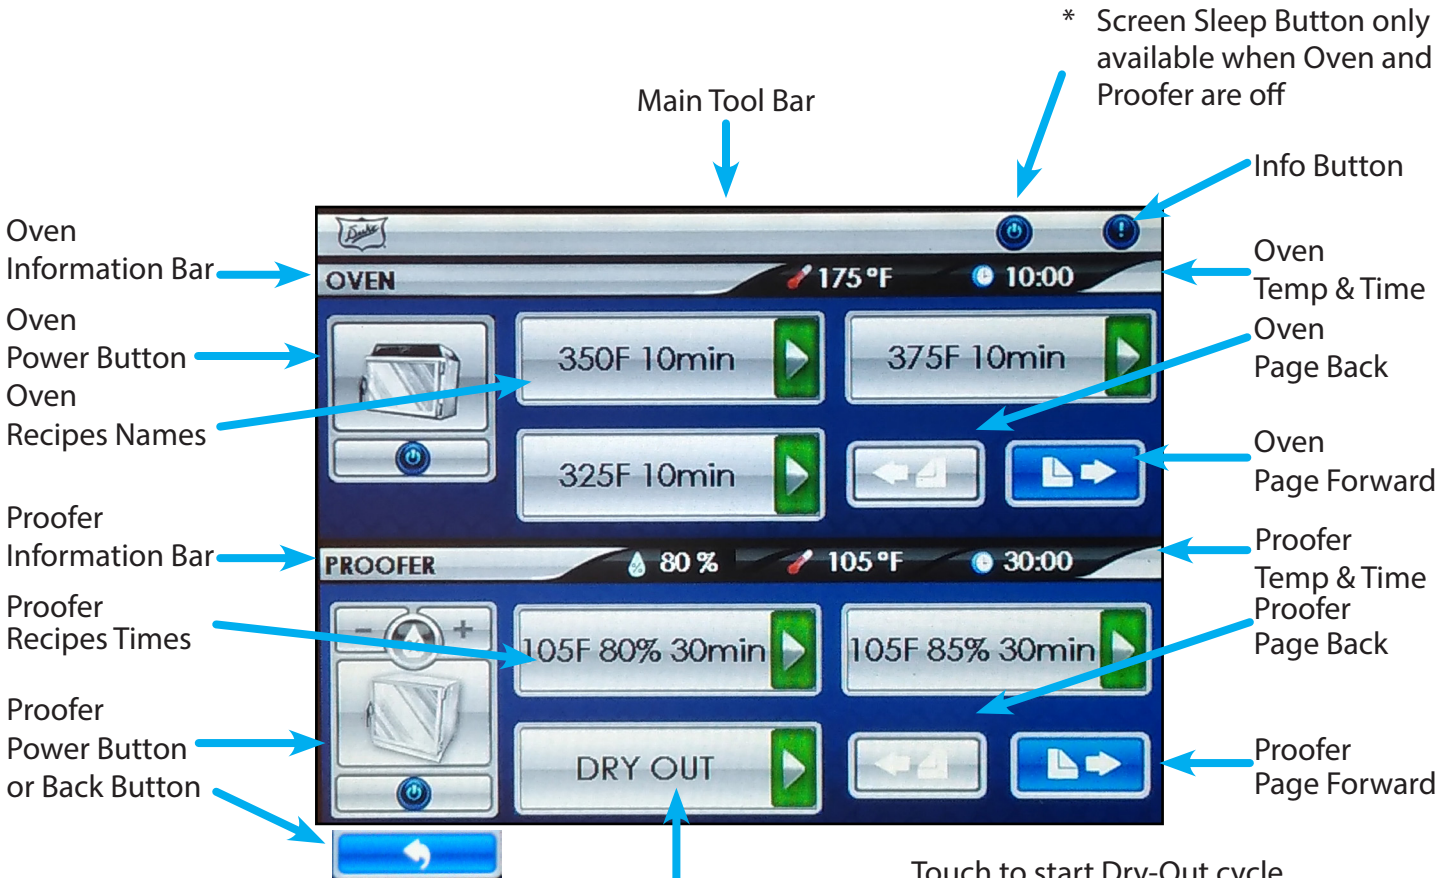 * Screen Sleep Button only
available when Oven and
Proofer are off
Main Tool Bar
Info Button
Oven
Information Bar
Oven
Power Button
Oven
Recipes Names
Proofer
Information Bar
Proofer
Recipes Times
Proofer
Power Button
or Back Button
Duke
OVEN
175 °F
10:00
350F 10min
375F 10min
325F 10min
PROOFER
80 %
105 °F
30:00
- +
105F 80% 30min
105F 85% 30min
DRY OUT
Oven
Temp & Time
Oven
Page Back
Oven
Page Forward
Proofer
Temp & Time
Proofer
Page Back
Proofer
Page Forward
Touch to start Dry-Out cycle